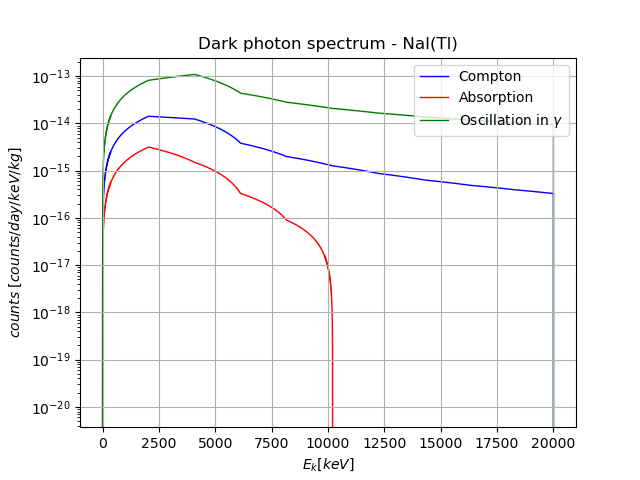 Dark photon spectrum - NaI(Tl)
Compton
Absorption
Oscillation in γ
10⁻¹³
10⁻¹⁴
10⁻¹⁵
10⁻¹⁶
10⁻¹⁷
10⁻¹⁸
10⁻¹⁹
10⁻²⁰
counts [counts/day/keV/kg]
0 2500 5000 7500 10000 12500 15000 17500 20000
E_k[keV]